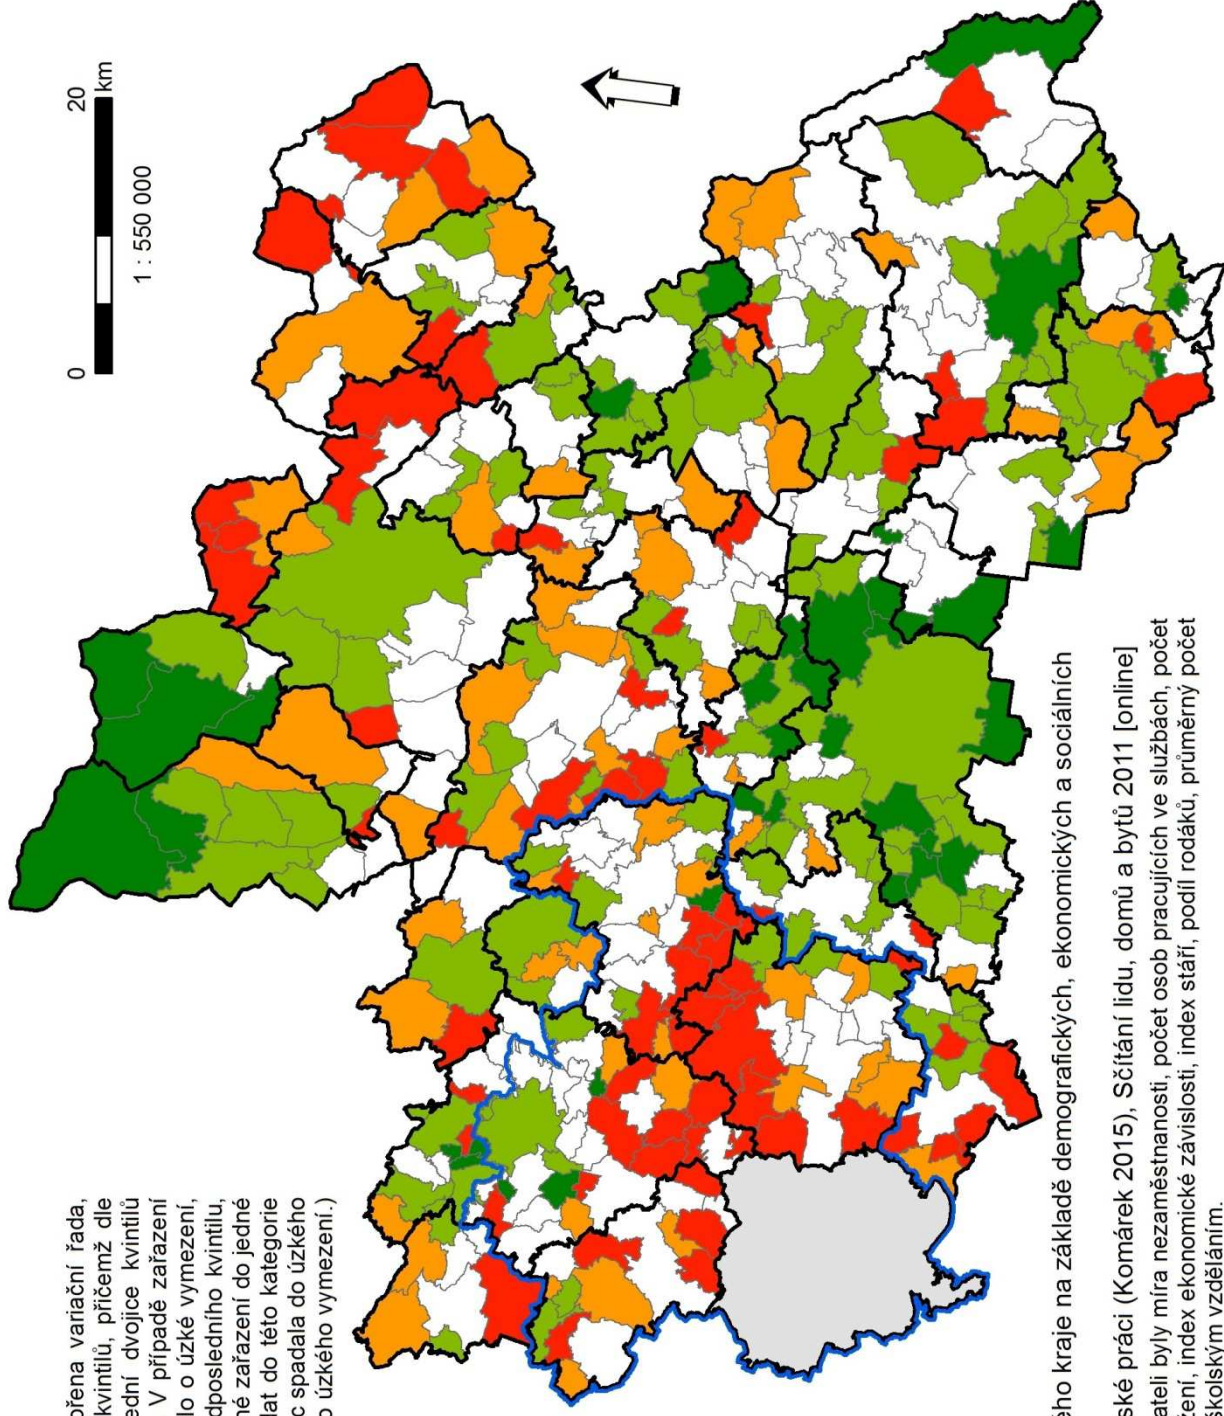 ořena variační řada,
kvintilů, přičemž dle
ední dvojice kvintilů
V případě zařazení
lo o úzké vymezení,
dposledního kvintilu,
né zařazení do jedné
lat do této kategorie
c spadala do úzkého
o úzkého vymezení.)
0 20
km
1 : 550 000
ého kraje na základě demografických, ekonomických a sociálních
ské práci (Komárek 2015), Sčítání lidu, domů a bytů 2011 [online]
ateli byly míra nezaměstnanosti, počet osob pracujících ve službách, počet
žení, index ekonomické závislosti, index stáří, podíl rodáků, průměrný počet
školským vzděláním.